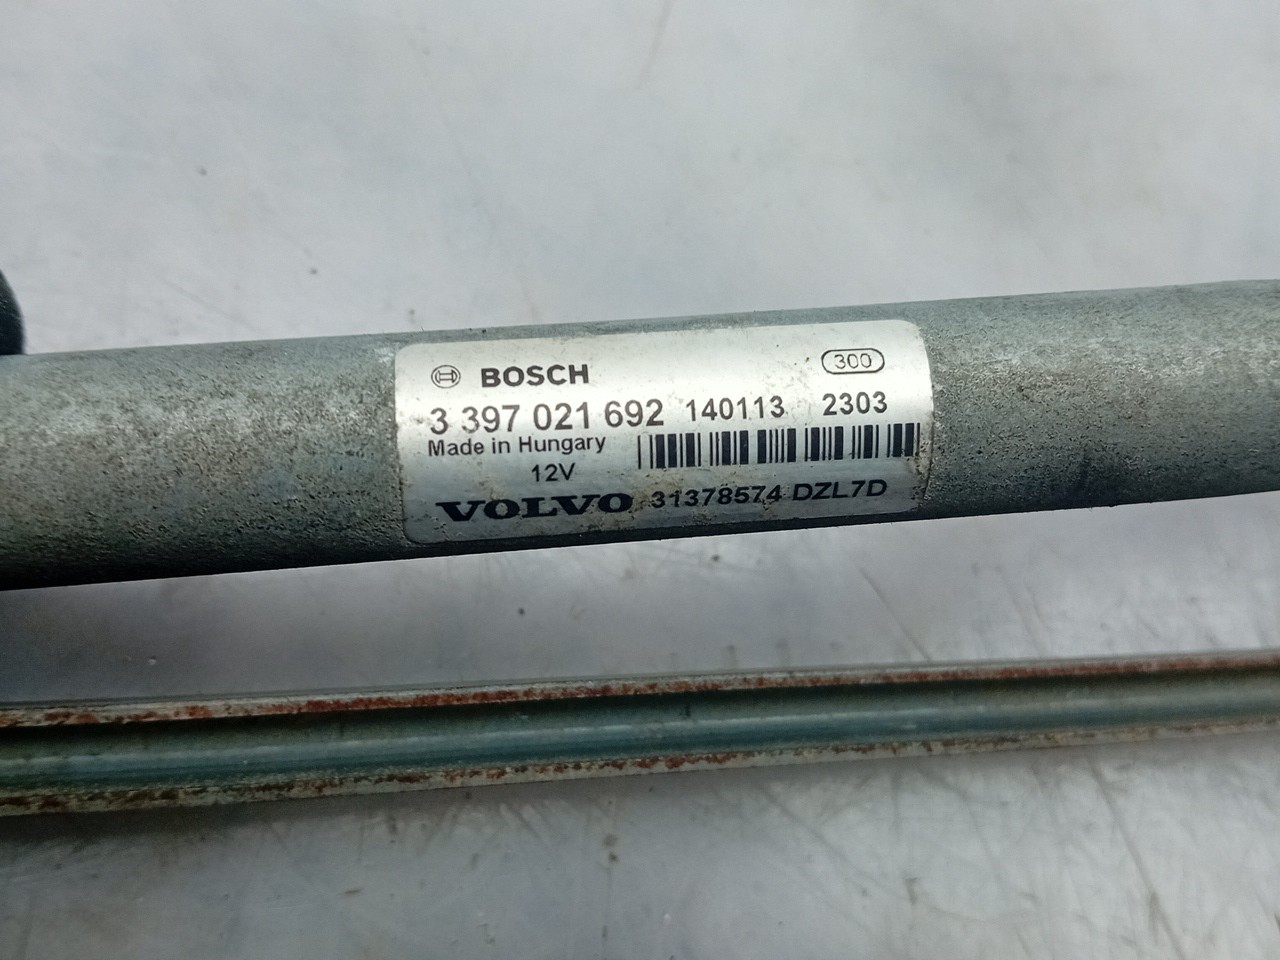 BOSCH 300
3 397 021 692 140113 2303
Made in Hungary
12V
VOLVO 31378574 DZL7D